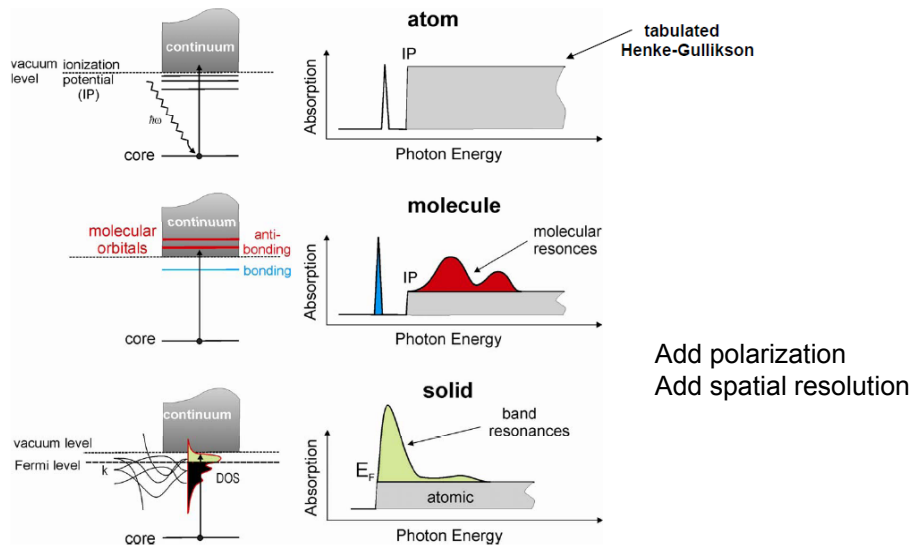 atom
continuum
vacuum
level
ionization
potential
(IP)
ħω
core
IP
Absorption
Photon Energy
tabulated
Henke-Gullikson
molecule
continuum
molecular
orbitals
anti-
bonding
bonding
core
IP
Absorption
Photon Energy
molecular
resonces
Add polarization
Add spatial resolution
solid
continuum
vacuum level
Fermi level
k
DOS
core
E_F
Absorption
Photon Energy
band
resonances
atomic